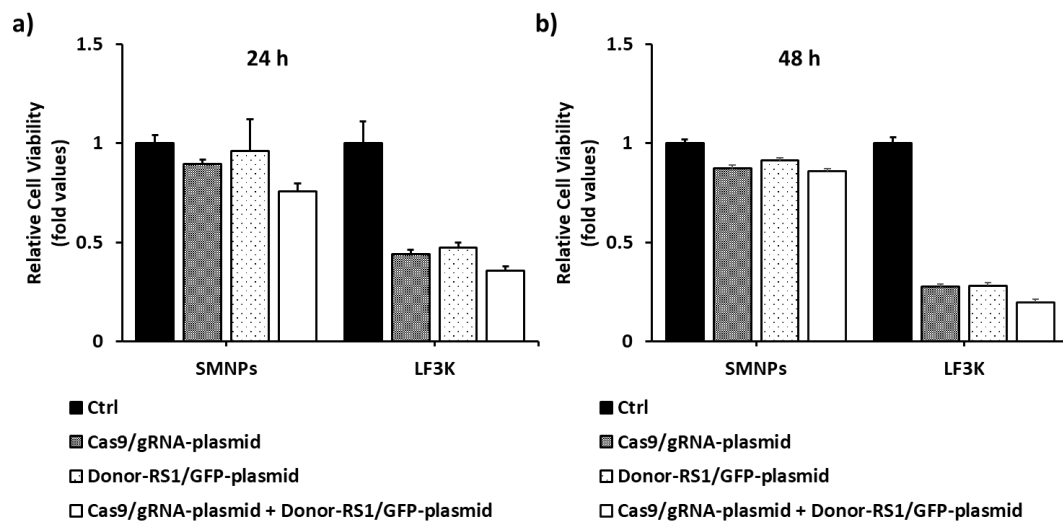 a)
24 h
Relative Cell Viability
(fold values)
1.5
1
0.5
0
SMNPs
LF3K
Ctrl
Cas9/gRNA-plasmid
Donor-RS1/GFP-plasmid
Cas9/gRNA-plasmid + Donor-RS1/GFP-plasmid
b)
48 h
Relative Cell Viability
(fold values)
1.5
1
0.5
0
SMNPs
LF3K
Ctrl
Cas9/gRNA-plasmid
Donor-RS1/GFP-plasmid
Cas9/gRNA-plasmid + Donor-RS1/GFP-plasmid